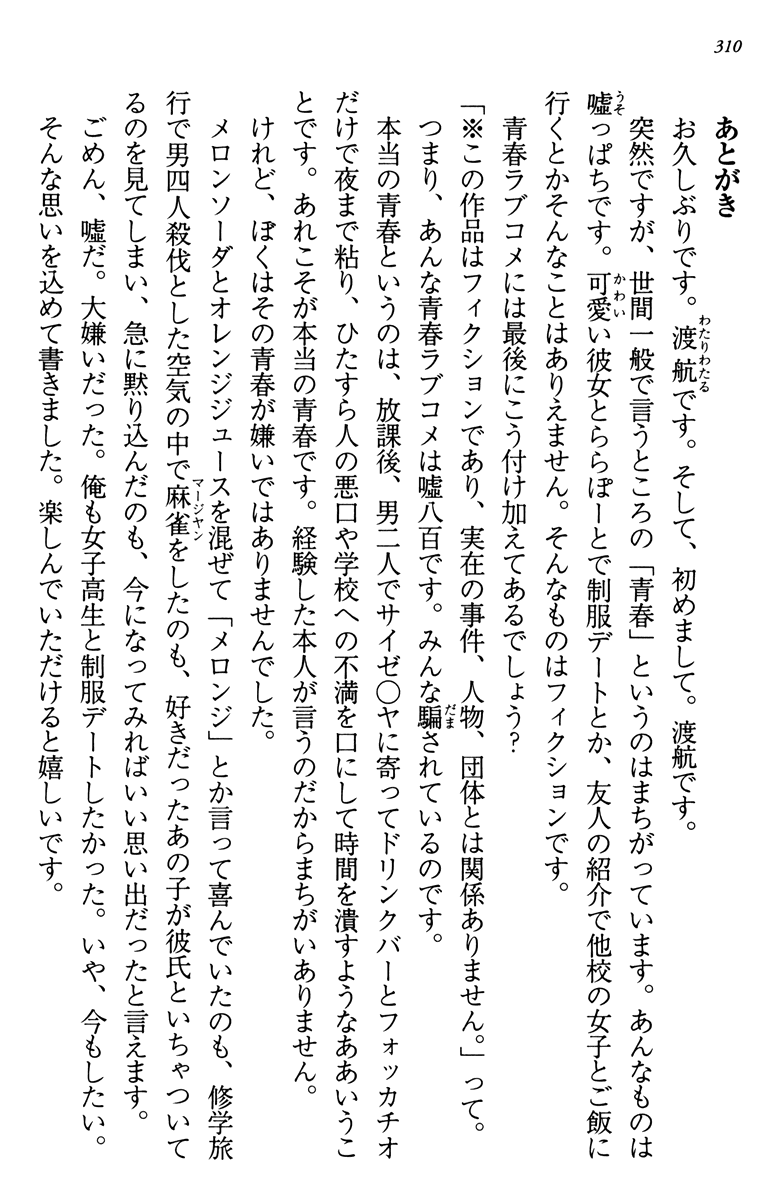 310
あとがき
お久しぶりです。渡航です。そして、初めまして。渡航です。
突然ですが、世間一般で言うところの「青春」というのはまちがっています。あんなものは
嘘っぱちです。可愛い彼女とららぽーとで制服デートとか、友人の紹介で他校の女子とご飯に
行くとかそんなことはありえません。そんなものはフィクションです。
青春ラブコメには最後にこう付け加えてあるでしょう？
「※この作品はフィクションであり、実在の事件、人物、団体とは関係ありません。」って。
つまり、あんな青春ラブコメは嘘八百です。みんな騙されているのです。
本当の青春というのは、放課後、男二人でサイゼ〇ヤに寄ってドリンクバーとフォッカチオ
だけで夜まで粘り、ひたすら人の悪口や学校への不満を口にして時間を潰すようなああいうこ
とです。あれこそが本当の青春です。経験した本人が言うのだからまちがいありません。
けれど、ぼくはその青春が嫌いではありませんでした。
メロンソーダとオレンジジュースを混ぜて「メロンジ」とか言って喜んでいたのも、修学旅
行で男四人殺伐とした空気の中で麻雀をしたのも、好きだったあの子が彼氏といちゃついて
るのを見てしまい、急に黙り込んだのも、今になってみればいい思い出だったと言えます。
ごめん、嘘だ。大嫌いだった。俺も女子高生と制服デートしたかった。いや、今もしたい。
そんな思いを込めて書きました。楽しんでいただけると嬉しいです。